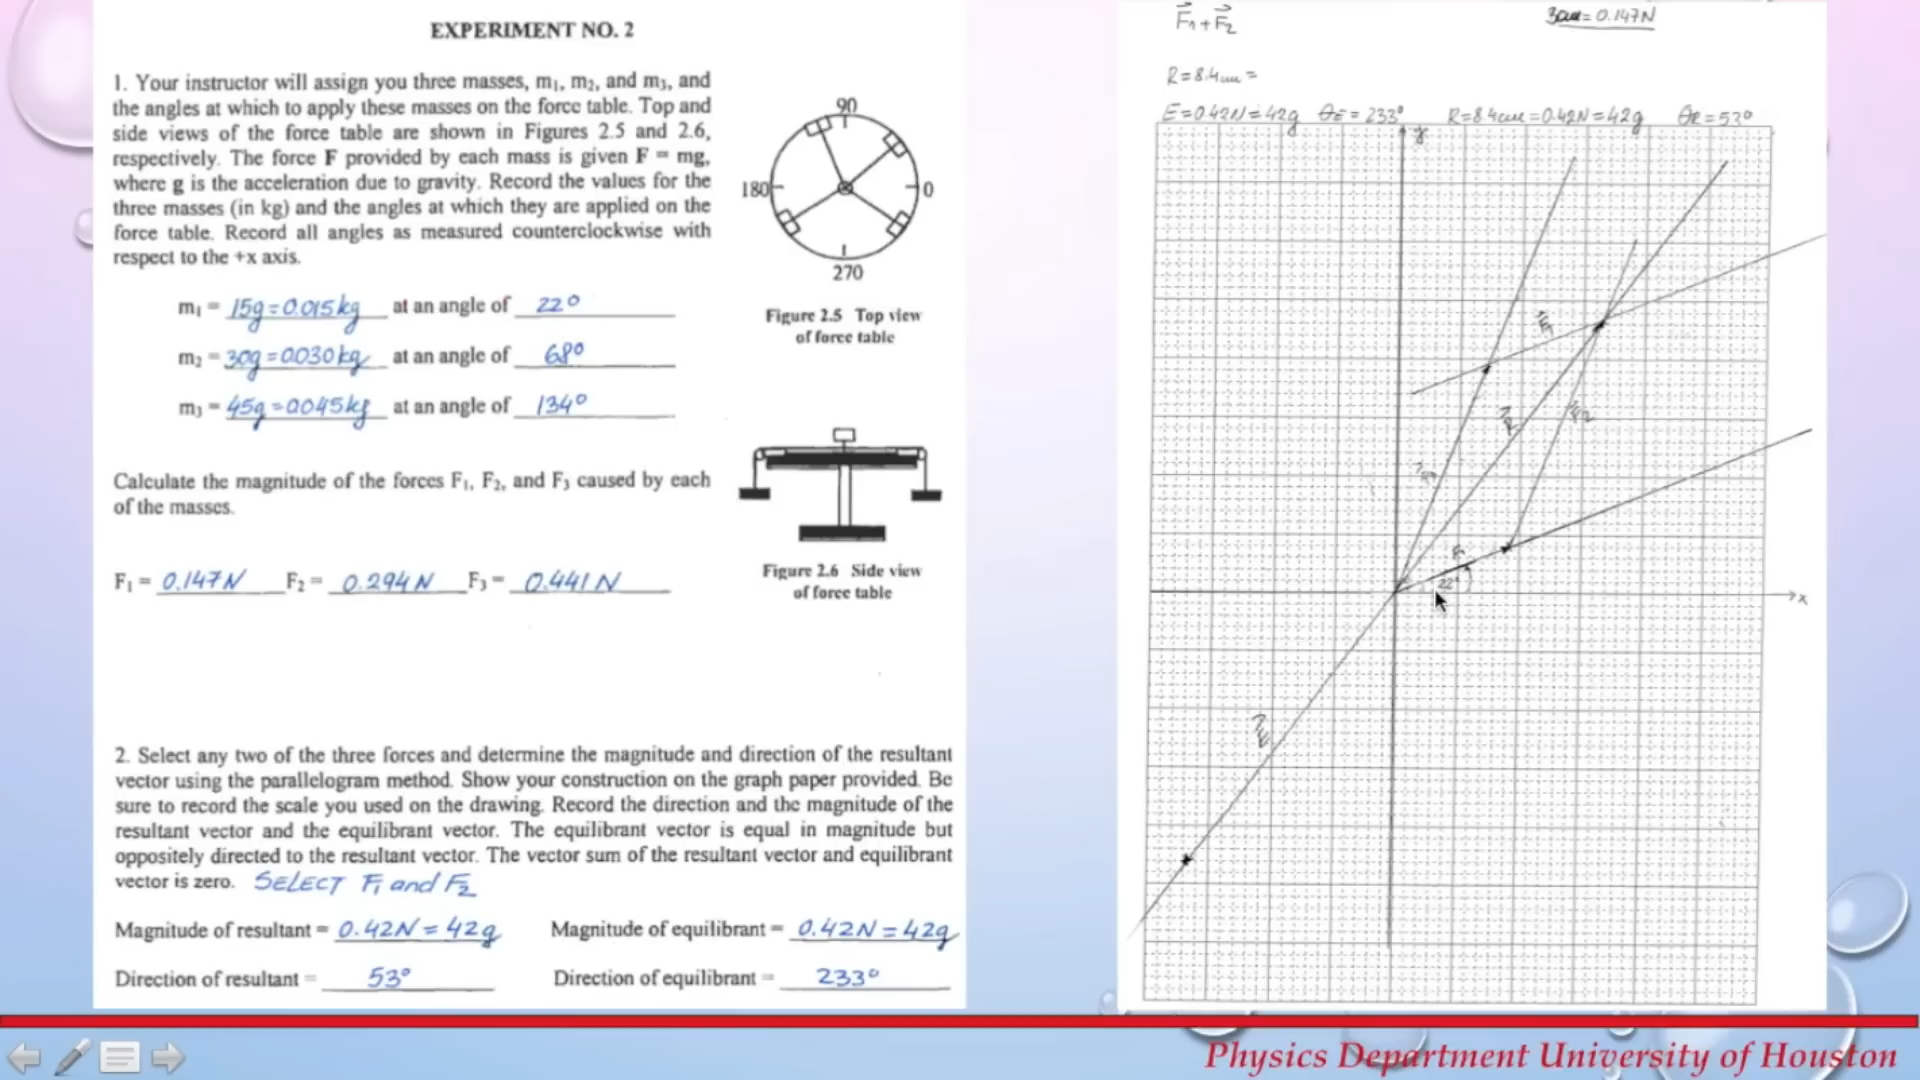 EXPERIMENT NO. 2
1. Your instructor will assign you three masses, m₁, m₂, and m₃, and
the angles at which to apply these masses on the force table. Top and
side views of the force table are shown in Figures 2.5 and 2.6,
respectively. The force F provided by each mass is given F = mg,
where g is the acceleration due to gravity. Record the values for the
three masses (in kg) and the angles at which they are applied on the
force table. Record all angles as measured counterclockwise with
respect to the +x axis.
m₁ = 15g=0.015kg at an angle of 22°
m₂ = 30g=0.030kg at an angle of 68°
m₃ = 45g=0.045kg at an angle of 134°
90
180
0
270
Figure 2.5 Top view
of force table
Calculate the magnitude of the forces F₁, F₂, and F₃ caused by each
of the masses.
F₁ = 0.147N F₂ = 0.294N F₃ = 0.441N
Figure 2.6 Side view
of force table
2. Select any two of the three forces and determine the magnitude and direction of the resultant
vector using the parallelogram method. Show your construction on the graph paper provided. Be
sure to record the scale you used on the drawing. Record the direction and the magnitude of the
resultant vector and the equilibrant vector. The equilibrant vector is equal in magnitude but
oppositely directed to the resultant vector. The vector sum of the resultant vector and equilibrant
vector is zero. SELECT F₁ and F₂
Magnitude of resultant = 0.42N = 42g Magnitude of equilibrant = 0.42N = 42g
Direction of resultant = 53° Direction of equilibrant = 233°
F₁+F₂
3cm = 0.147N
R=8.4cm =
E=0.42N=42g θE = 233° R=8.4cm=0.42N=42g θR=53°
y
F₁
R
F₂
F₁
22°
x
E
Physics Department University of Houston